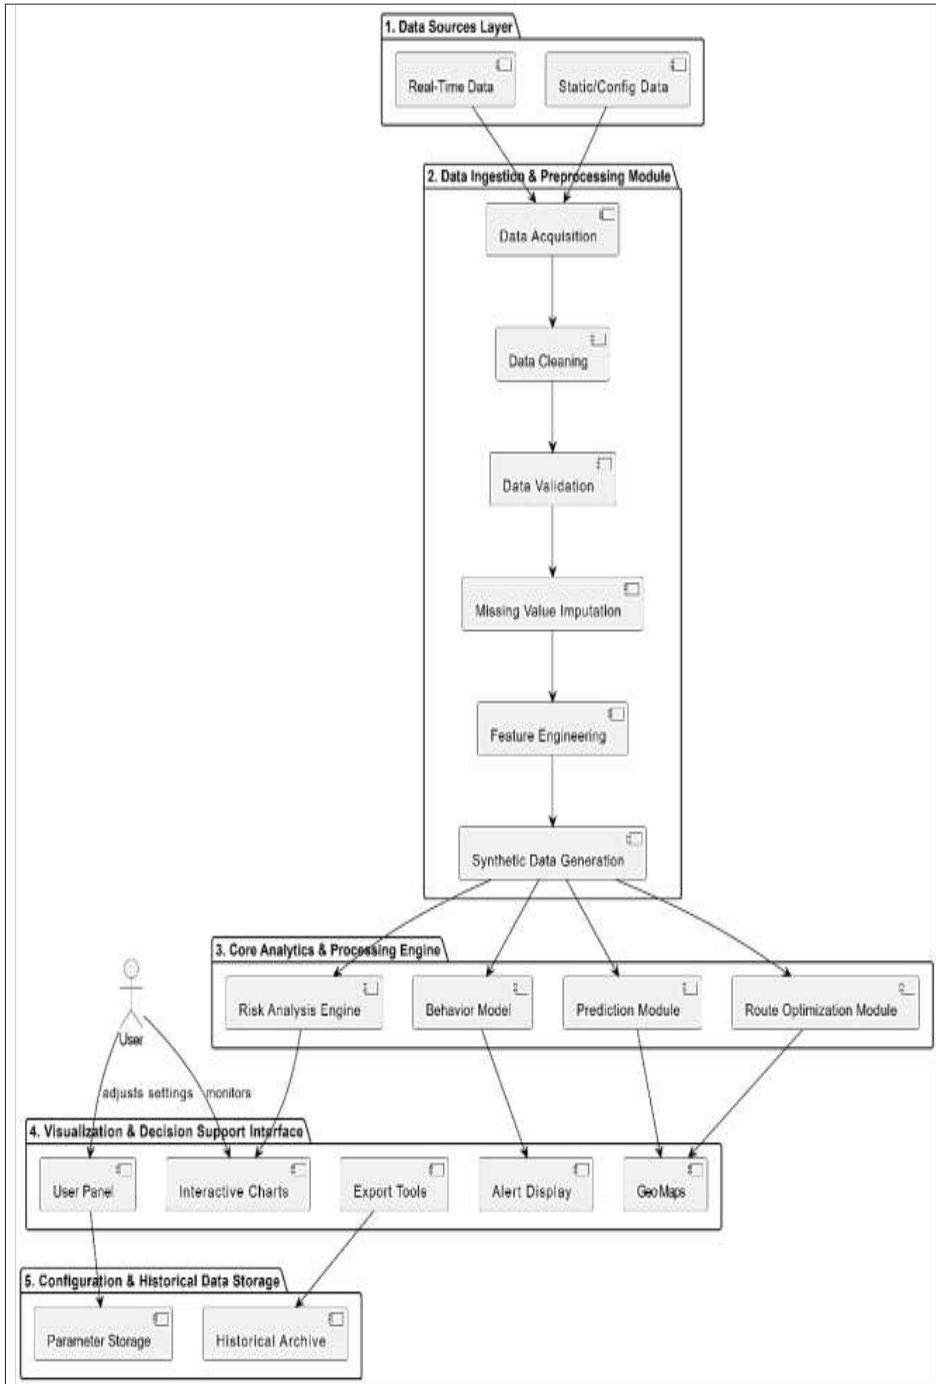 1. Data Sources Layer
Real-Time Data
Static/Config Data
2. Data Ingestion & Preprocessing Module
Data Acquisition
Data Cleaning
Data Validation
Missing Value Imputation
Feature Engineering
Synthetic Data Generation
3. Core Analytics & Processing Engine
Risk Analysis Engine
Behavior Model
Prediction Module
Route Optimization Module
User
adjusts settings
monitors
4. Visualization & Decision Support Interface
User Panel
Interactive Charts
Export Tools
Alert Display
Geo Maps
5. Configuration & Historical Data Storage
Parameter Storage
Historical Archive